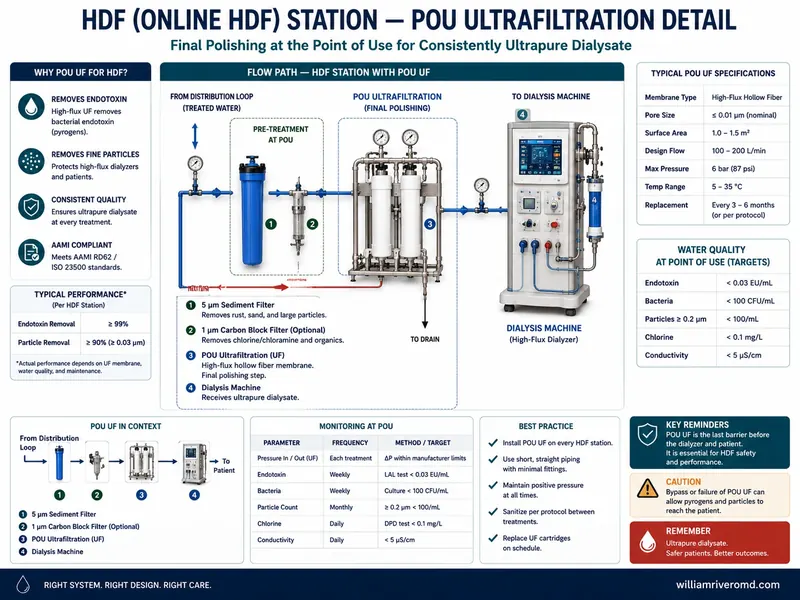 HDF (ONLINE HDF) STATION — POU ULTRAFILTRATION DETAIL
Final Polishing at the Point of Use for Consistently Ultrapure Dialysate
WHY POU UF FOR HDF?
REMOVES ENDOTOXIN
High-flux UF removes
bacterial endotoxin
(pyrogens).
REMOVES FINE PARTICLES
Protects high-flux dialyzers
and patients.
CONSISTENT QUALITY
Ensures ultrapure dialysate
at every treatment.
AAMI COMPLIANT
Meets AAMI RD62 /
ISO 23500 standards.
TYPICAL PERFORMANCE*
(Per HDF Station)
Endotoxin Removal ≥ 99%
Particle Removal ≥ 90% (≥ 0.03 µm)
*Actual performance depends on UF membrane,
water quality, and maintenance.
FLOW PATH — HDF STATION WITH POU UF
FROM DISTRIBUTION LOOP
(TREATED WATER)
PRE-TREATMENT
AT POU
POU ULTRAFILTRATION
(FINAL POLISHING)
TO DIALYSIS MACHINE
4
4
1
2
3
TO DRAIN
DIALYSIS MACHINE
(High-Flux Dialyzer)
1 5 µm Sediment Filter
Removes rust, sand, and large particles.
2 1 µm Carbon Block Filter (Optional)
Removes chlorine/chloramine and organics.
3 POU Ultrafiltration (UF)
High-flux hollow fiber membrane.
Final polishing step.
4 Dialysis Machine
Receives ultrapure dialysate.
TYPICAL POU UF SPECIFICATIONS
Membrane Type High-Flux Hollow Fiber
Pore Size ≤ 0.01 µm (nominal)
Surface Area 1.0 – 1.5 m²
Design Flow 100 – 200 L/min
Max Pressure 6 bar (87 psi)
Temp Range 5 – 35 °C
Replacement Every 3 – 6 months
(or per protocol)
WATER QUALITY
AT POINT OF USE (TARGETS)
Endotoxin < 0.03 EU/mL
Bacteria < 100 CFU/mL
Particles ≥ 0.2 µm < 100/mL
Chlorine < 0.1 mg/L
Conductivity < 5 µS/cm
POU UF IN CONTEXT
From Distribution
Loop
To
Patient
1 2 3 4
1 5 µm Sediment Filter
2 1 µm Carbon Block Filter (Optional)
3 POU Ultrafiltration (UF)
4 Dialysis Machine
MONITORING AT POU
PARAMETER FREQUENCY METHOD / TARGET
Pressure In / Out (UF) Each treatment ΔP within manufacturer limits
Endotoxin Weekly LAL test < 0.03 EU/mL
Bacteria Weekly Culture < 100 CFU/mL
Particle Count Monthly ≥ 0.2 µm < 100/mL
Chlorine Daily DPD test < 0.1 mg/L
Conductivity Daily < 5 µS/cm
BEST PRACTICE
Install POU UF on every HDF station.
Use short, straight piping
with minimal fittings.
Maintain positive pressure
at all times.
Sanitize per protocol between
treatments.
Replace UF cartridges
on schedule.
KEY REMINDERS
POU UF is the last barrier before
the dialyzer and patient.
It is essential for HDF safety
and performance.
CAUTION
Bypass or failure of POU UF can
allow pyrogens and particles to
reach the patient.
REMEMBER
Ultrapure dialysate.
Safer patients. Better outcomes.
RIGHT SYSTEM. RIGHT DESIGN. RIGHT CARE.
williamriveromd.com